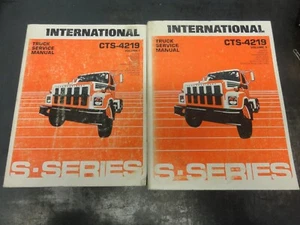 INTERNATIONAL
TRUCK
SERVICE
MANUAL
CTS-4219
S-SERIES
INTERNATIONAL
TRUCK
SERVICE
MANUAL
CTS-4219
S-SERIES